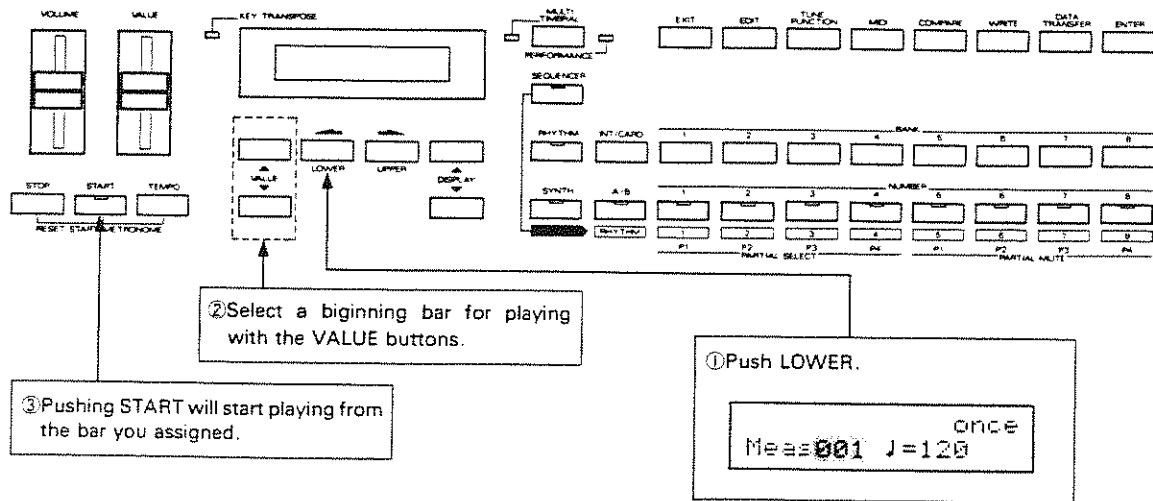 VOLUME VALUE KEY TRANSPOSE MULTI TIMBRAL EXIT EDIT TUNE FUNCTION MIDI COMPARE WRITE DATA TRANSFER ENTER
PERFORMANCE
SEQUENCER
RHYTHM INT/CARD BANK
1 2 3 4 5 6 7 8
VALUE LOWER UPPER DISPLAY
STOP START TEMPO
RESET START METRONOME
SYNTH A/B NUMBER
1 2 3 4 5 6 7 8
RHYTHM 1 2 3 4 5 6 7 8
P1 P2 P3 P4 P1 P2 P3 P4
PARTIAL SELECT PARTIAL MUTE
②Select a biginning bar for playing
with the VALUE buttons.
①Push LOWER.
③Pushing START will start playing from
the bar you assigned.
once
Meas001 ♩=120